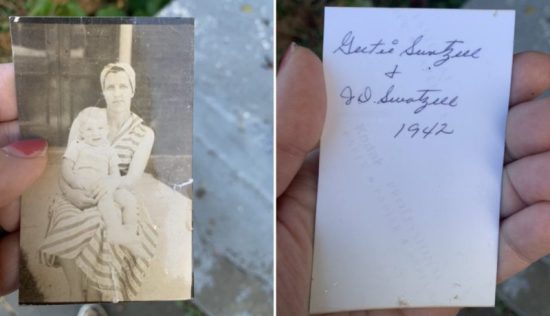 Gertie Swatzell
&
J D. Swatzell
1942